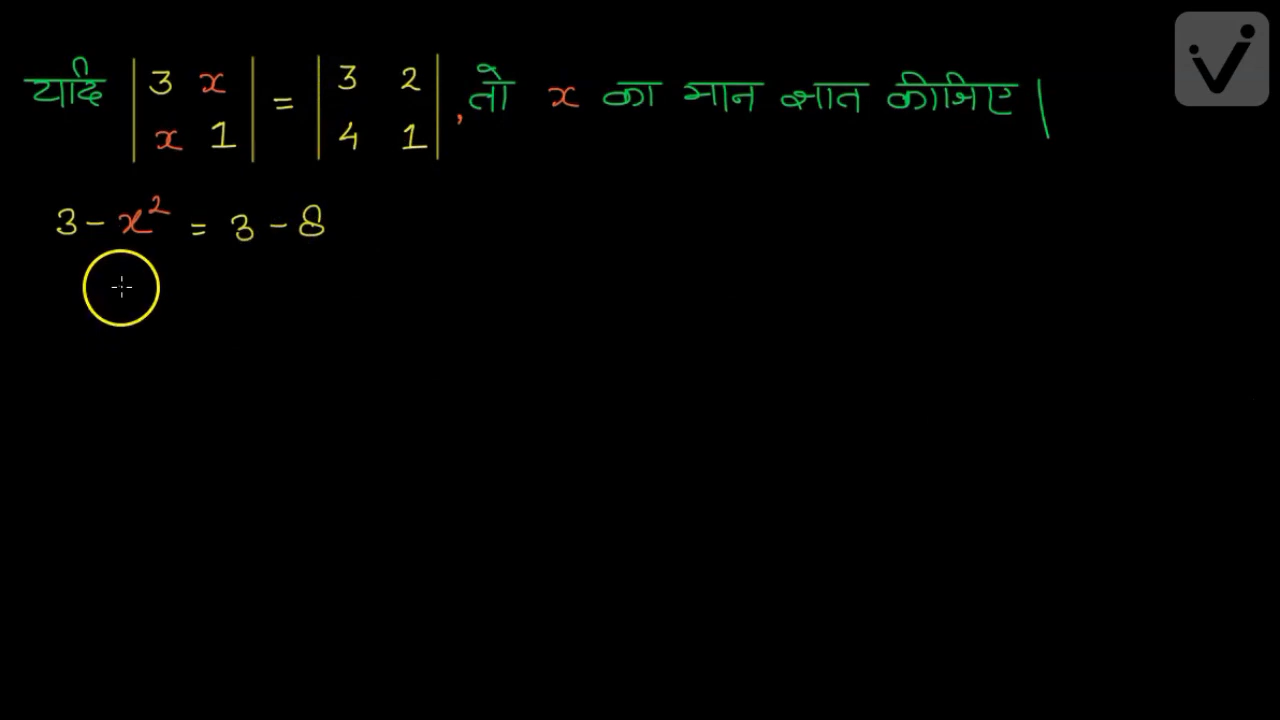 यदि | 3 x | = | 3 2 |, तो x का मान ज्ञात कीजिए |
| x 1 | | 4 1 |
3 - x² = 3 - 8